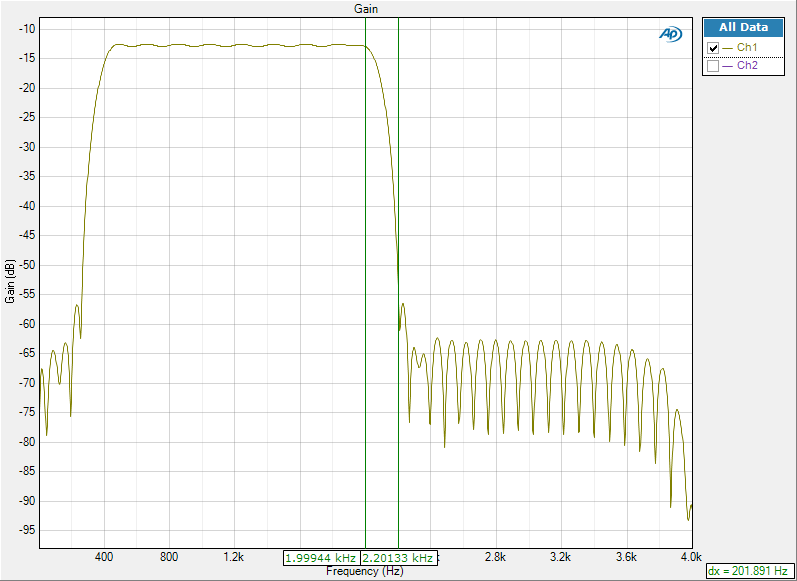 Gain
-10
-15
-20
-25
-30
-35
-40
-45
-50
-55
-60
-65
-70
-75
-80
-85
-90
-95
Gain (dB)
400 800 1.2k 2.8k 3.2k 3.6k 4.0k
1.99944 kHz 2.20133 kHz
Frequency (Hz)
AP
All Data
Ch1
Ch2
dx = 201.891 Hz